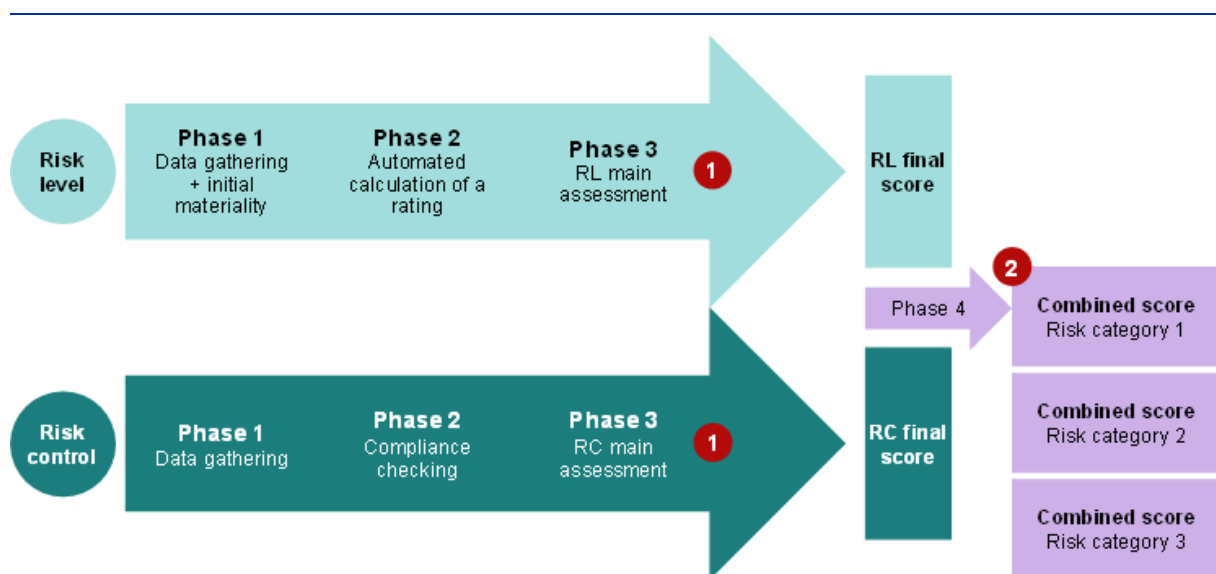 Risk
level
Phase 1
Data gathering
+ initial
materiality
Phase 2
Automated
calculation of a
rating
Phase 3
RL main
assessment
1
RL final
score
Phase 4
2
Combined score
Risk category 1
Combined score
Risk category 2
Combined score
Risk category 3
Risk
control
Phase 1
Data gathering
Phase 2
Compliance
checking
Phase 3
RC main
assessment
1
RC final
score